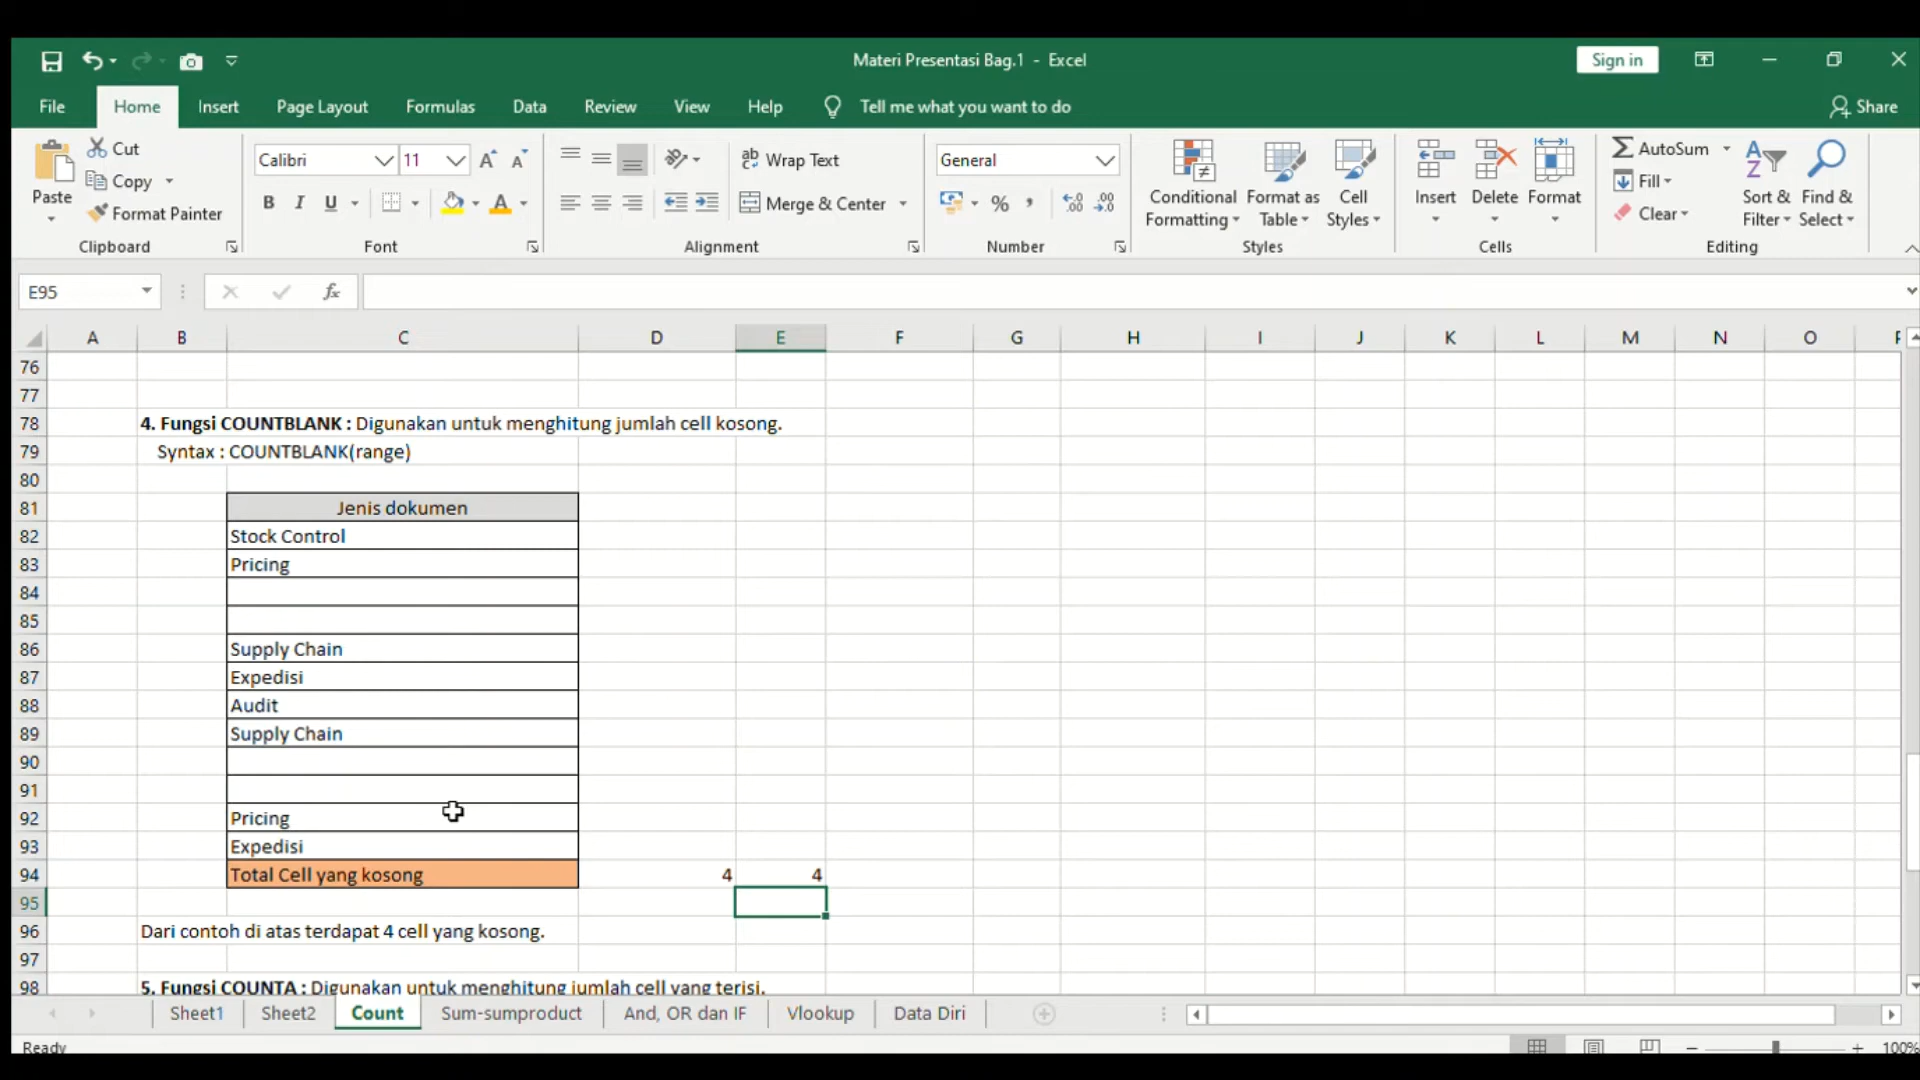 Materi Presentasi Bag.1 - Excel
Sign in
File Home Insert Page Layout Formulas Data Review View Help Tell me what you want to do Share
Paste
Cut
Copy
Format Painter
Clipboard
Calibri 11
B I U
Font
Wrap Text
Merge & Center
Alignment
General
%
Number
Conditional Formatting
Format as Table
Cell Styles
Styles
Insert Delete Format
Cells
AutoSum
Fill
Clear
Sort & Filter
Find & Select
Editing
E95 fx
A B C D E F G H I J K L M N O
76
77
78 4. Fungsi COUNTBLANK : Digunakan untuk menghitung jumlah cell kosong.
79 Syntax : COUNTBLANK(range)
80
81 Jenis dokumen
82 Stock Control
83 Pricing
84
85
86 Supply Chain
87 Expedisi
88 Audit
89 Supply Chain
90
91
92 Pricing
93 Expedisi
94 Total Cell yang kosong 4 4
95
96 Dari contoh di atas terdapat 4 cell yang kosong.
97
98 5. Fungsi COUNTA : Digunakan untuk menghitung jumlah cell yang terisi.
Sheet1 Sheet2 Count Sum-sumproduct And, OR dan IF Vlookup Data Diri
Ready 100%